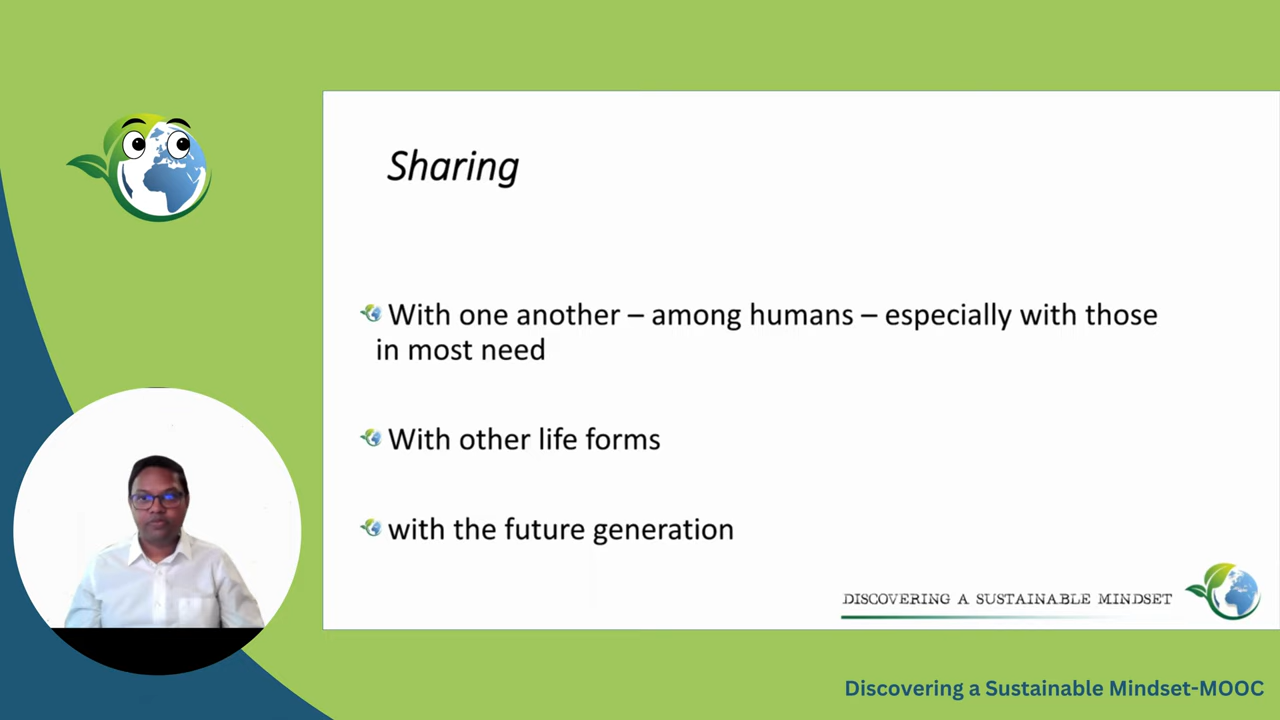 Sharing
With one another – among humans – especially with those
in most need
With other life forms
with the future generation
DISCOVERING A SUSTAINABLE MINDSET
Discovering a Sustainable Mindset-MOOC